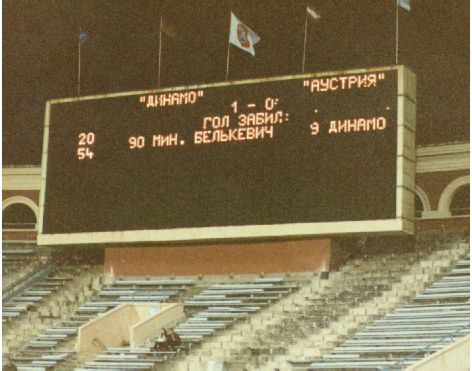 "ДИНАМО" "АУСТРИЯ"
1 - 0
20 ГОЛ ЗАБИЛ:
54 90 МИН. БЕЛЬКЕВИЧ 9 ДИНАМО